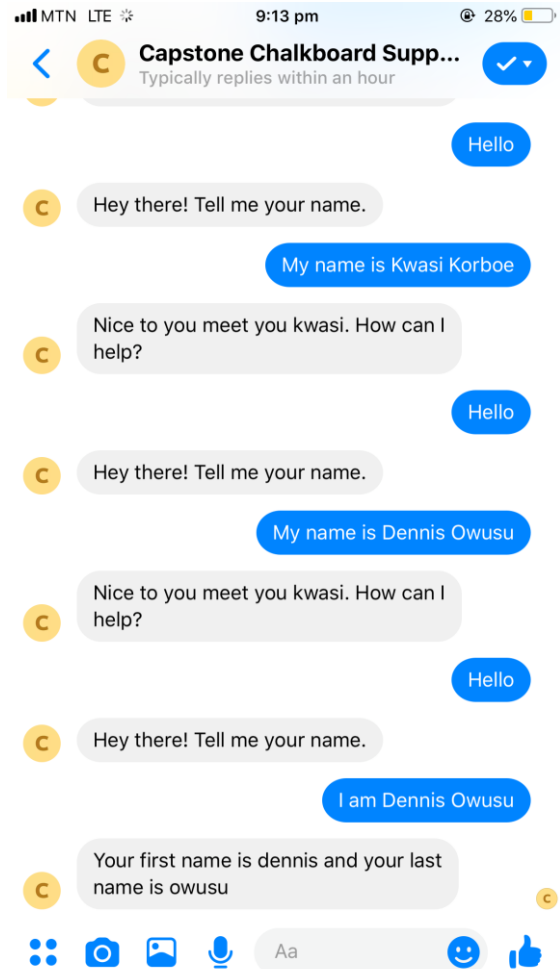 MTN LTE 9:13 pm 28%
C Capstone Chalkboard Supp...
Typically replies within an hour
Hello
C Hey there! Tell me your name.
My name is Kwasi Korboe
Nice to you meet you kwasi. How can I
C help?
Hello
C Hey there! Tell me your name.
My name is Dennis Owusu
Nice to you meet you kwasi. How can I
C help?
Hello
C Hey there! Tell me your name.
I am Dennis Owusu
Your first name is dennis and your last
C name is owusu
C
Aa